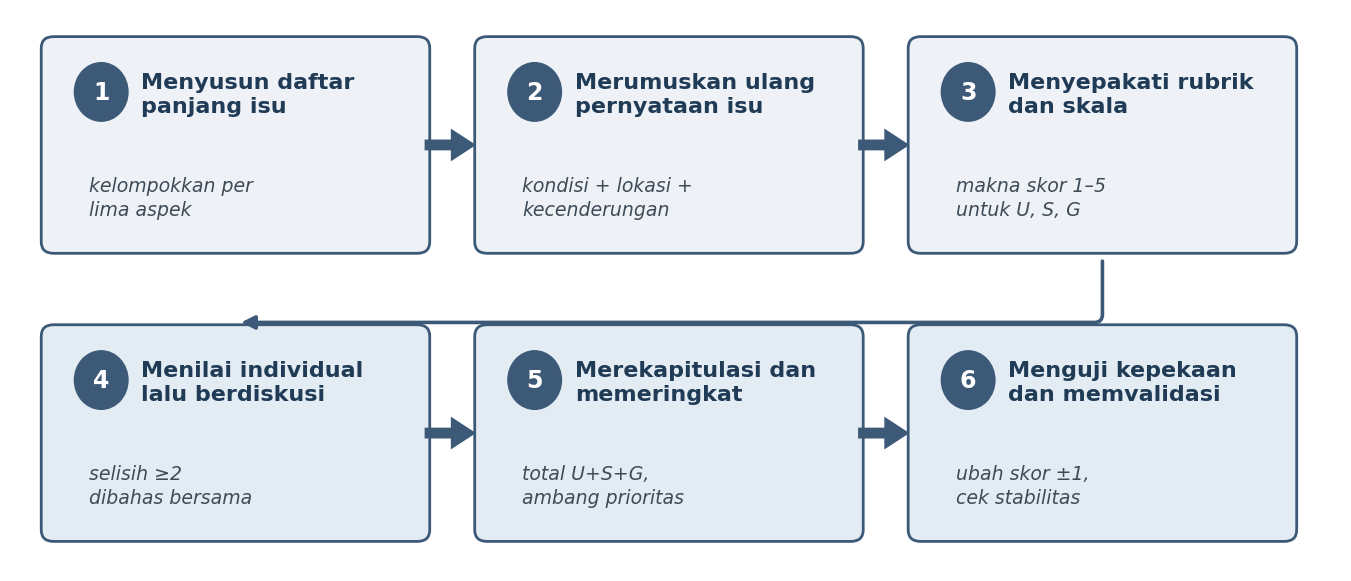 1
Menyusun daftar
panjang isu
kelompokkan per
lima aspek
2
Merumuskan ulang
pernyataan isu
kondisi + lokasi +
kecenderungan
3
Menyepakati rubrik
dan skala
makna skor 1–5
untuk U, S, G
4
Menilai individual
lalu berdiskusi
selisih ≥2
dibahas bersama
5
Merekapitulasi dan
memeringkat
total U+S+G,
ambang prioritas
6
Menguji kepekaan
dan memvalidasi
ubah skor ±1,
cek stabilitas